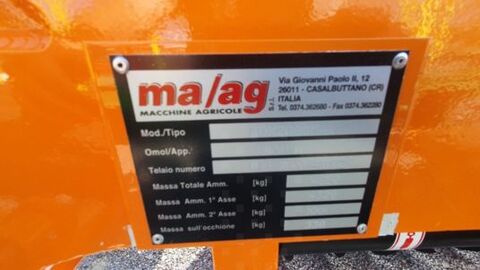 ma/ag
MACCHINE AGRICOLE
Via Giovanni Paolo II, 12
26011 - CASALBUTTANO (CR)
ITALIA
Tel. 0374.362680 - Fax 0374.362280
Mod./Tipo
Omol/App.
Telaio numero
Massa Totale Amm. [kg]
Massa Amm. 1° Asse [kg]
Massa Amm. 2° Asse [kg]
Massa sull'occhione [kg]